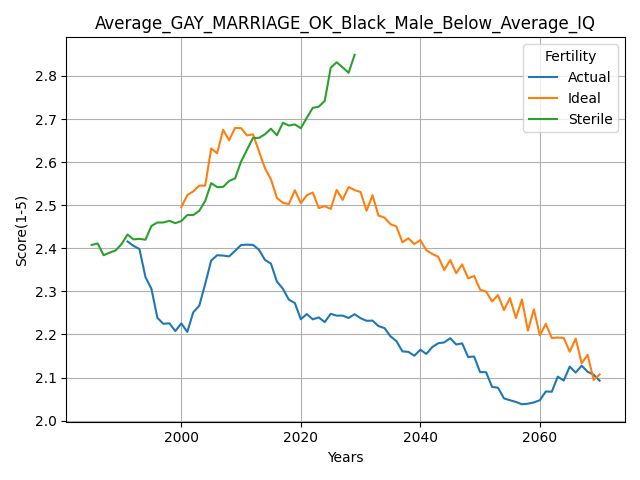 Average_GAY_MARRIAGE_OK_Black_Male_Below_Average_IQ
Fertility
Actual
Ideal
Sterile
Score(1-5)
2.8
2.7
2.6
2.5
2.4
2.3
2.2
2.1
2.0
2000
2020
2040
2060
Years